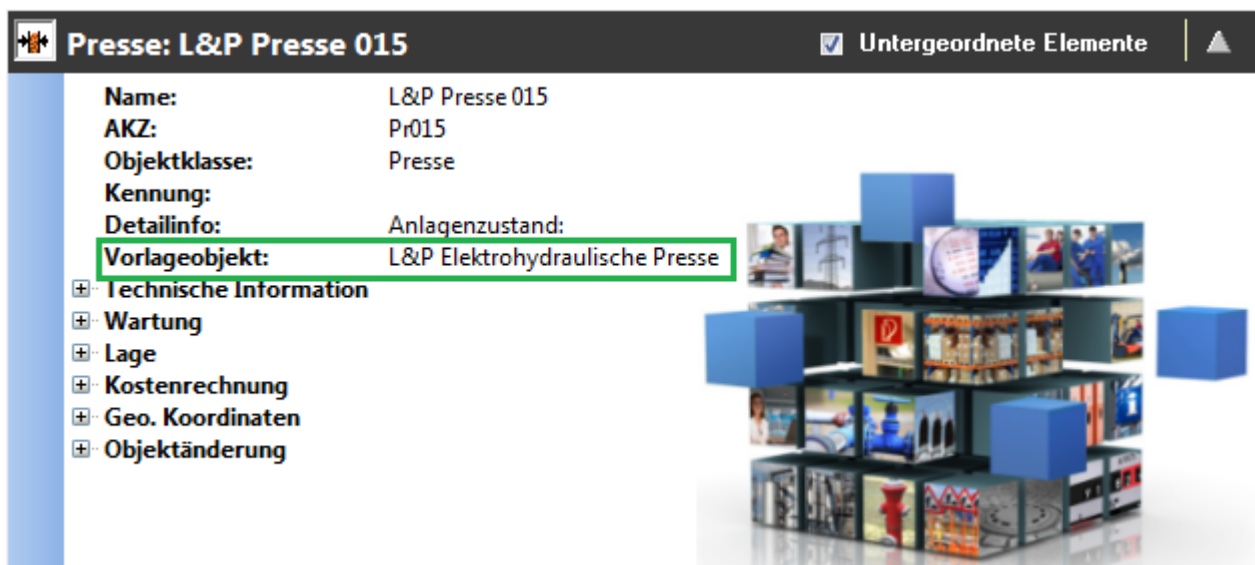 Presse: L&P Presse 015 Untergeordnete Elemente
Name: L&P Presse 015
AKZ: Pr015
Objektklasse: Presse
Kennung:
Detailinfo: Anlagenzustand:
Vorlageobjekt: L&P Elektrohydraulische Presse
Technische Information
Wartung
Lage
Kostenrechnung
Geo. Koordinaten
Objektänderung